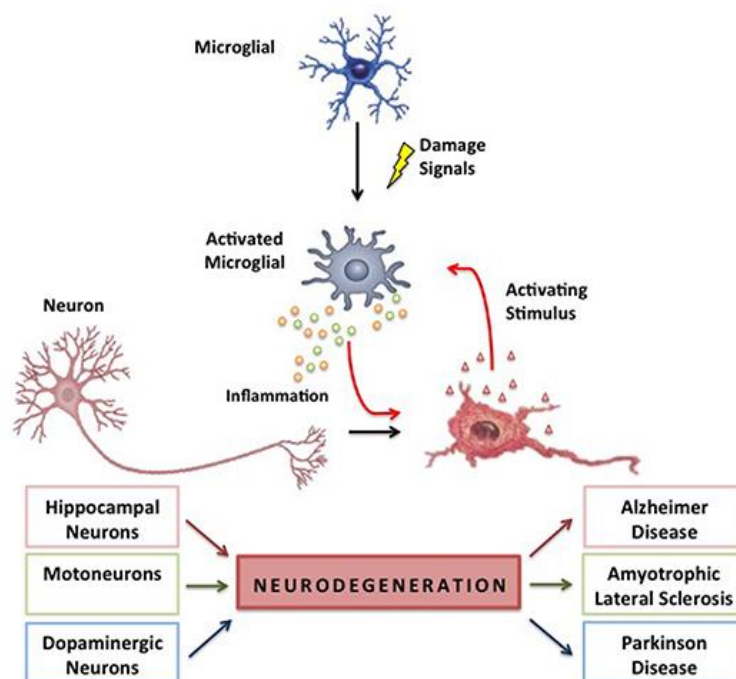 Microglial
Damage
Signals
Activated
Microglial
Activating
Stimulus
Neuron
Inflammation
Hippocampal
Neurons
Alzheimer
Disease
Motoneurons
NEURODEGENERATION
Amyotrophic
Lateral Sclerosis
Dopaminergic
Neurons
Parkinson
Disease